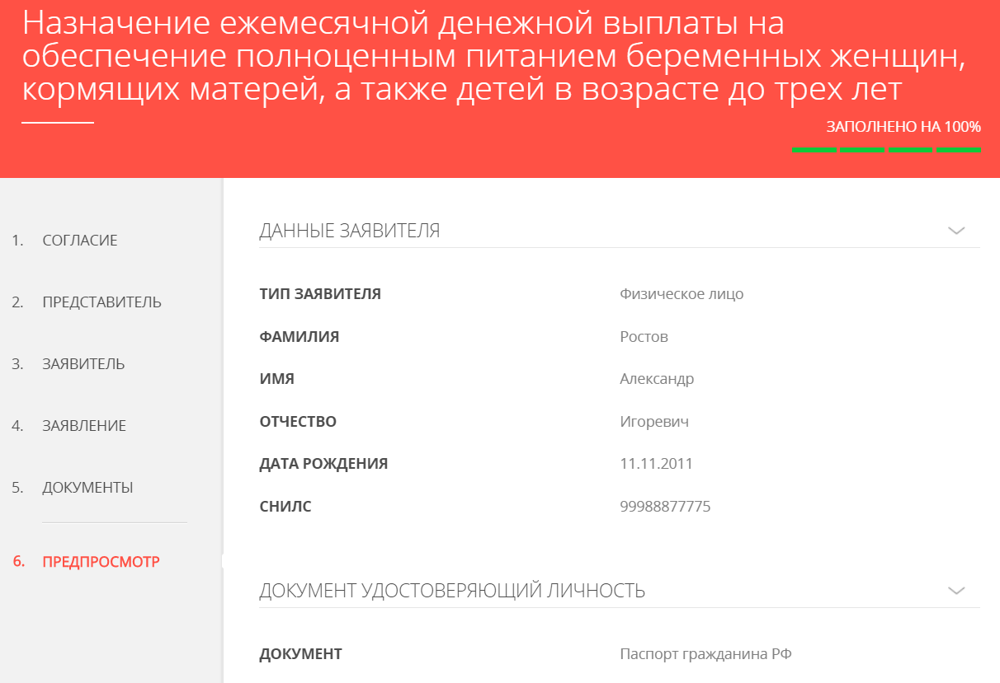 Назначение ежемесячной денежной выплаты на
обеспечение полноценным питанием беременных женщин,
кормящих матерей, а также детей в возрасте до трех лет
ЗАПОЛНЕНО НА 100%
1. СОГЛАСИЕ
2. ПРЕДСТАВИТЕЛЬ
3. ЗАЯВИТЕЛЬ
4. ЗАЯВЛЕНИЕ
5. ДОКУМЕНТЫ
6. ПРЕДПРОСМОТР
ДАННЫЕ ЗАЯВИТЕЛЯ
ТИП ЗАЯВИТЕЛЯ Физическое лицо
ФАМИЛИЯ Ростов
ИМЯ Александр
ОТЧЕСТВО Игоревич
ДАТА РОЖДЕНИЯ 11.11.2011
СНИЛС 99988877775
ДОКУМЕНТ УДОСТОВЕРЯЮЩИЙ ЛИЧНОСТЬ
ДОКУМЕНТ Паспорт гражданина РФ